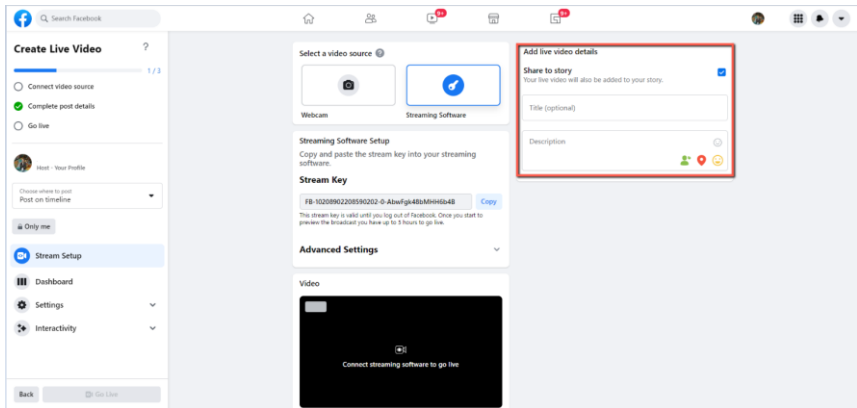 Search Facebook
9+
9+
Create Live Video
?
1 / 3
Connect video source
Complete post details
Go live
Host - Your Profile
Choose where to post
Post on timeline
Only me
Stream Setup
Dashboard
Settings
Interactivity
Back
Go Live
Select a video source ?
Webcam
Streaming Software
Streaming Software Setup
Copy and paste the stream key into your streaming
software.
Stream Key
FB-10208902208590202-0-AbwFgk4BbMHH6b4B
Copy
This stream key is valid until you log out of Facebook. Once you start to
preview the broadcast you have up to 5 hours to go live.
Advanced Settings
Video
Connect streaming software to go live
Add live video details
Share to story
Your live video will also be added to your story.
Title (optional)
Description